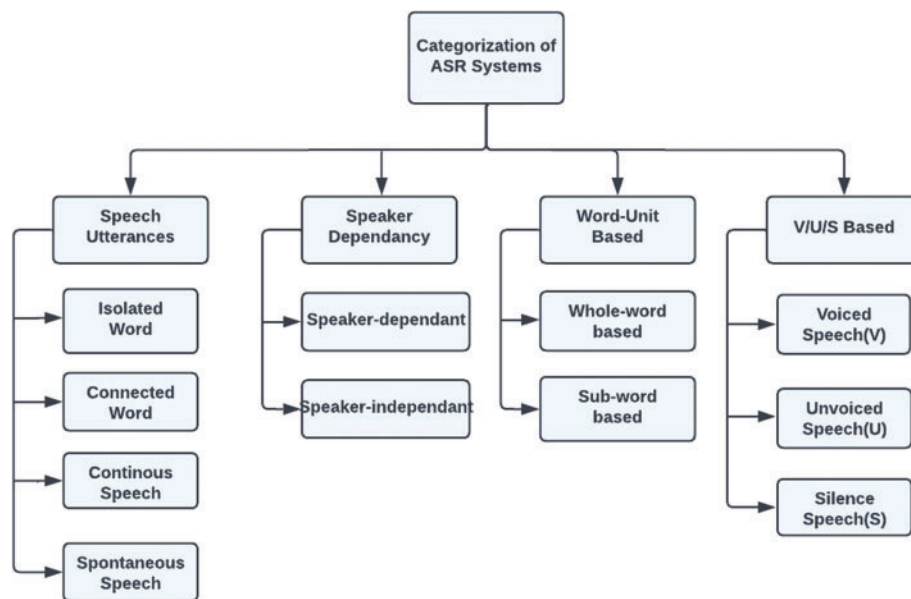 Categorization of
ASR Systems
Speech
Utterances
Speaker
Dependancy
Word-Unit
Based
V/U/S Based
Isolated
Word
Connected
Word
Continous
Speech
Spontaneous
Speech
Speaker-dependant
Speaker-independant
Whole-word
based
Sub-word
based
Voiced
Speech(V)
Unvoiced
Speech(U)
Silence
Speech(S)